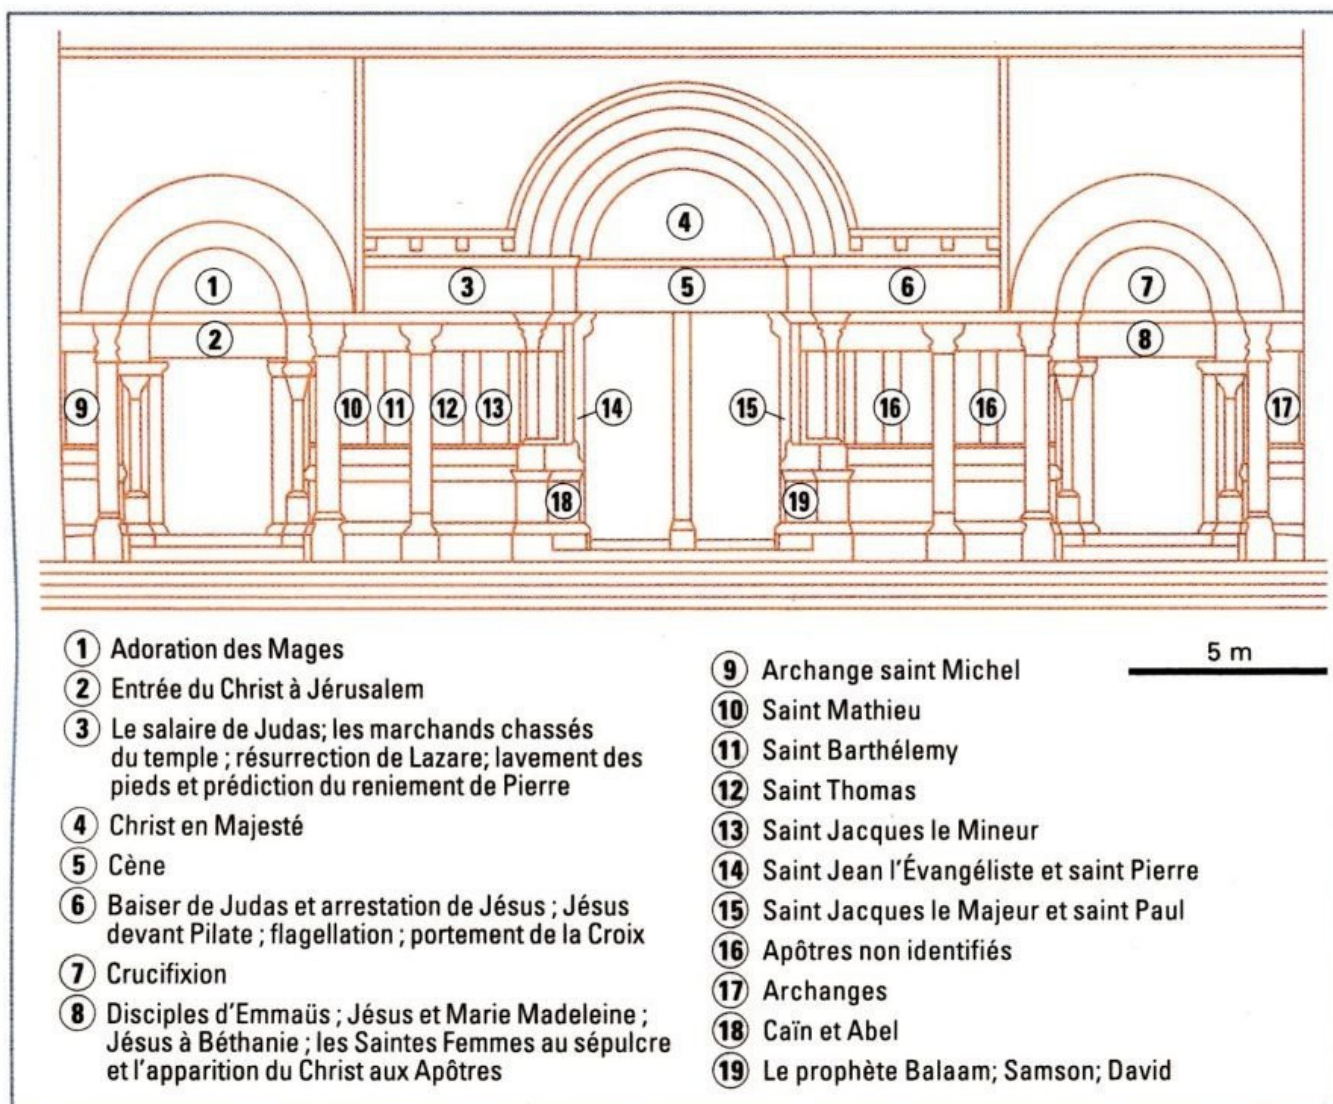 4
3
5
6
1
7
2
8
9
10
11
12
13
14
15
16
16
17
18
19
1 Adoration des Mages
2 Entrée du Christ à Jérusalem
3 Le salaire de Judas; les marchands chassés
du temple ; résurrection de Lazare; lavement des
pieds et prédiction du reniement de Pierre
4 Christ en Majesté
5 Cène
6 Baiser de Judas et arrestation de Jésus ; Jésus
devant Pilate ; flagellation ; portement de la Croix
7 Crucifixion
8 Disciples d'Emmaüs ; Jésus et Marie Madeleine ;
Jésus à Béthanie ; les Saintes Femmes au sépulcre
et l'apparition du Christ aux Apôtres
5 m
9 Archange saint Michel
10 Saint Mathieu
11 Saint Barthélemy
12 Saint Thomas
13 Saint Jacques le Mineur
14 Saint Jean l'Évangéliste et saint Pierre
15 Saint Jacques le Majeur et saint Paul
16 Apôtres non identifiés
17 Archanges
18 Caïn et Abel
19 Le prophète Balaam; Samson; David